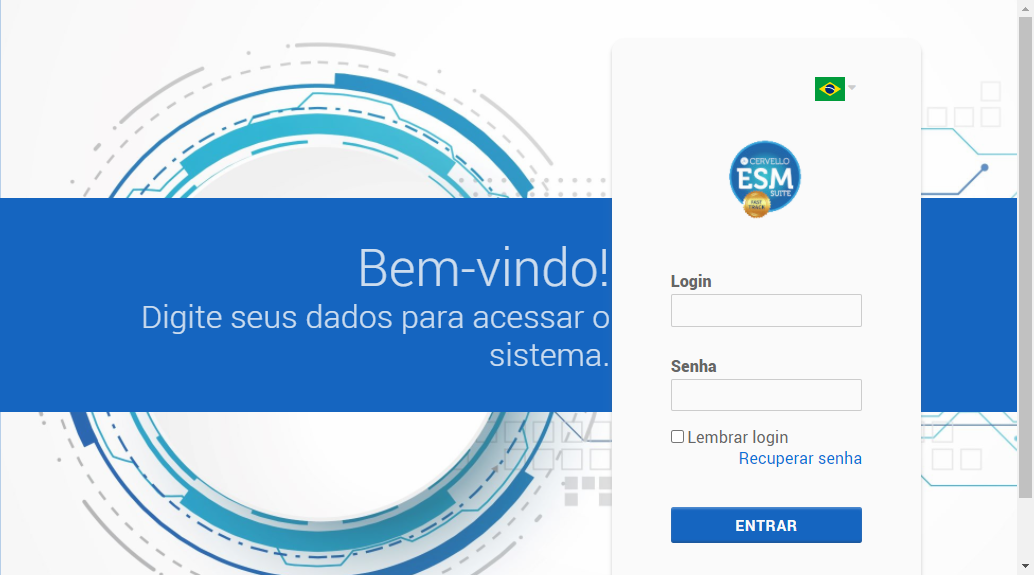 CERVELLO
ESM
SUITE
FAST
TRACK
Bem-vindo!
Digite seus dados para acessar o
sistema.
Login
Senha
Lembrar login
Recuperar senha
ENTRAR